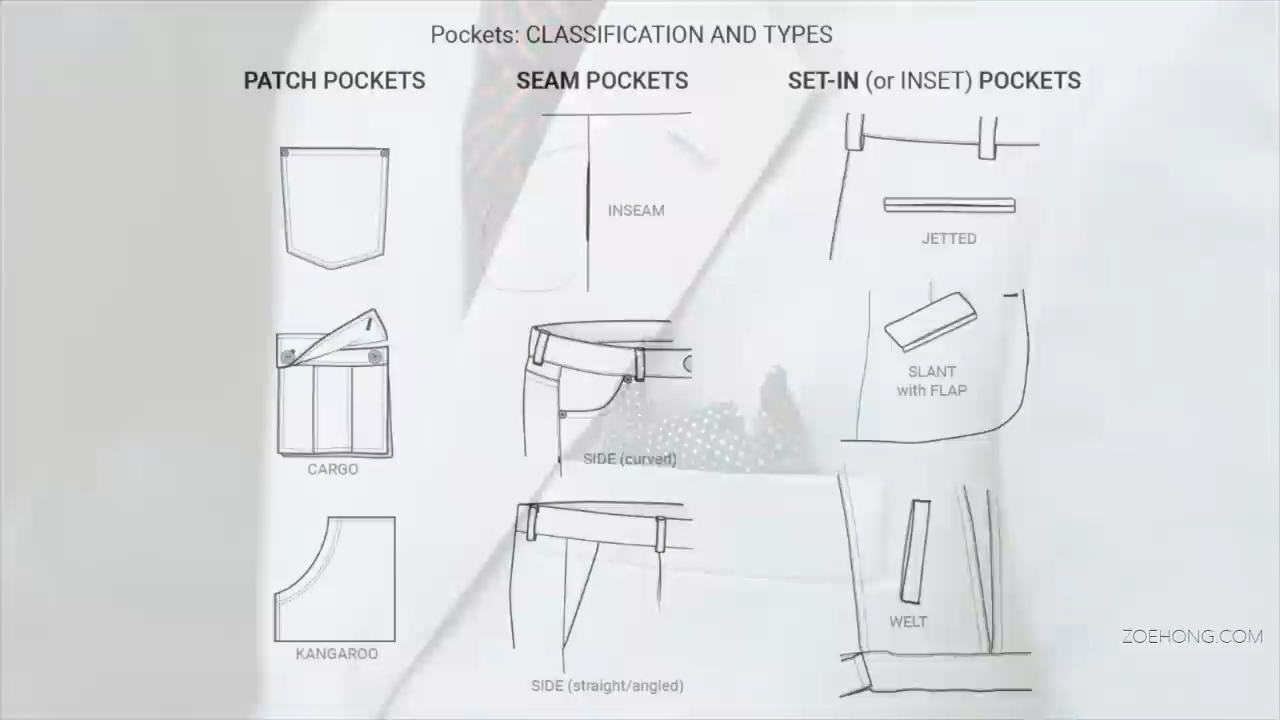 Pockets: CLASSIFICATION AND TYPES
PATCH POCKETS
SEAM POCKETS
SET-IN (or INSET) POCKETS
INSEAM
JETTED
SLANT
with FLAP
CARGO
SIDE (curved)
WELT
KANGAROO
SIDE (straight/angled)
ZOEHONG.COM